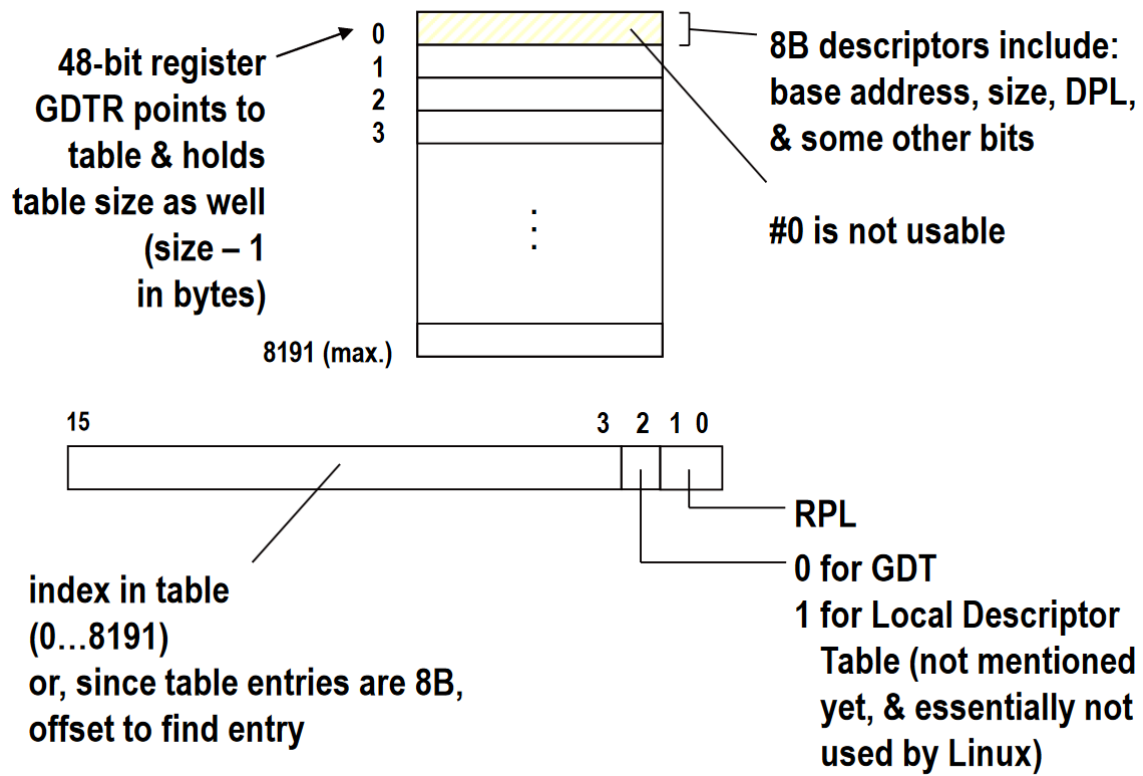 48-bit register
GDTR points to
table & holds
table size as well
(size – 1
in bytes)
0
1
2
3
⋮
8191 (max.)
8B descriptors include:
base address, size, DPL,
& some other bits
#0 is not usable
15
3
2
1
0
index in table
(0…8191)
or, since table entries are 8B,
offset to find entry
RPL
0 for GDT
1 for Local Descriptor
Table (not mentioned
yet, & essentially not
used by Linux)